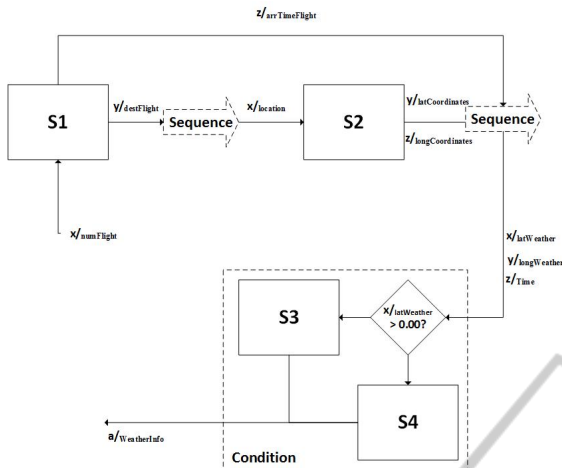 z/arrTimeFlight
S1
y/destFlight
Sequence
x/location
S2
y/latCoordinates
z/longCoordinates
Sequence
x/numFlight
x/latWeather
y/longWeather
z/Time
S3
x/latWeather
> 0.00?
S4
a/WeatherInfo
Condition